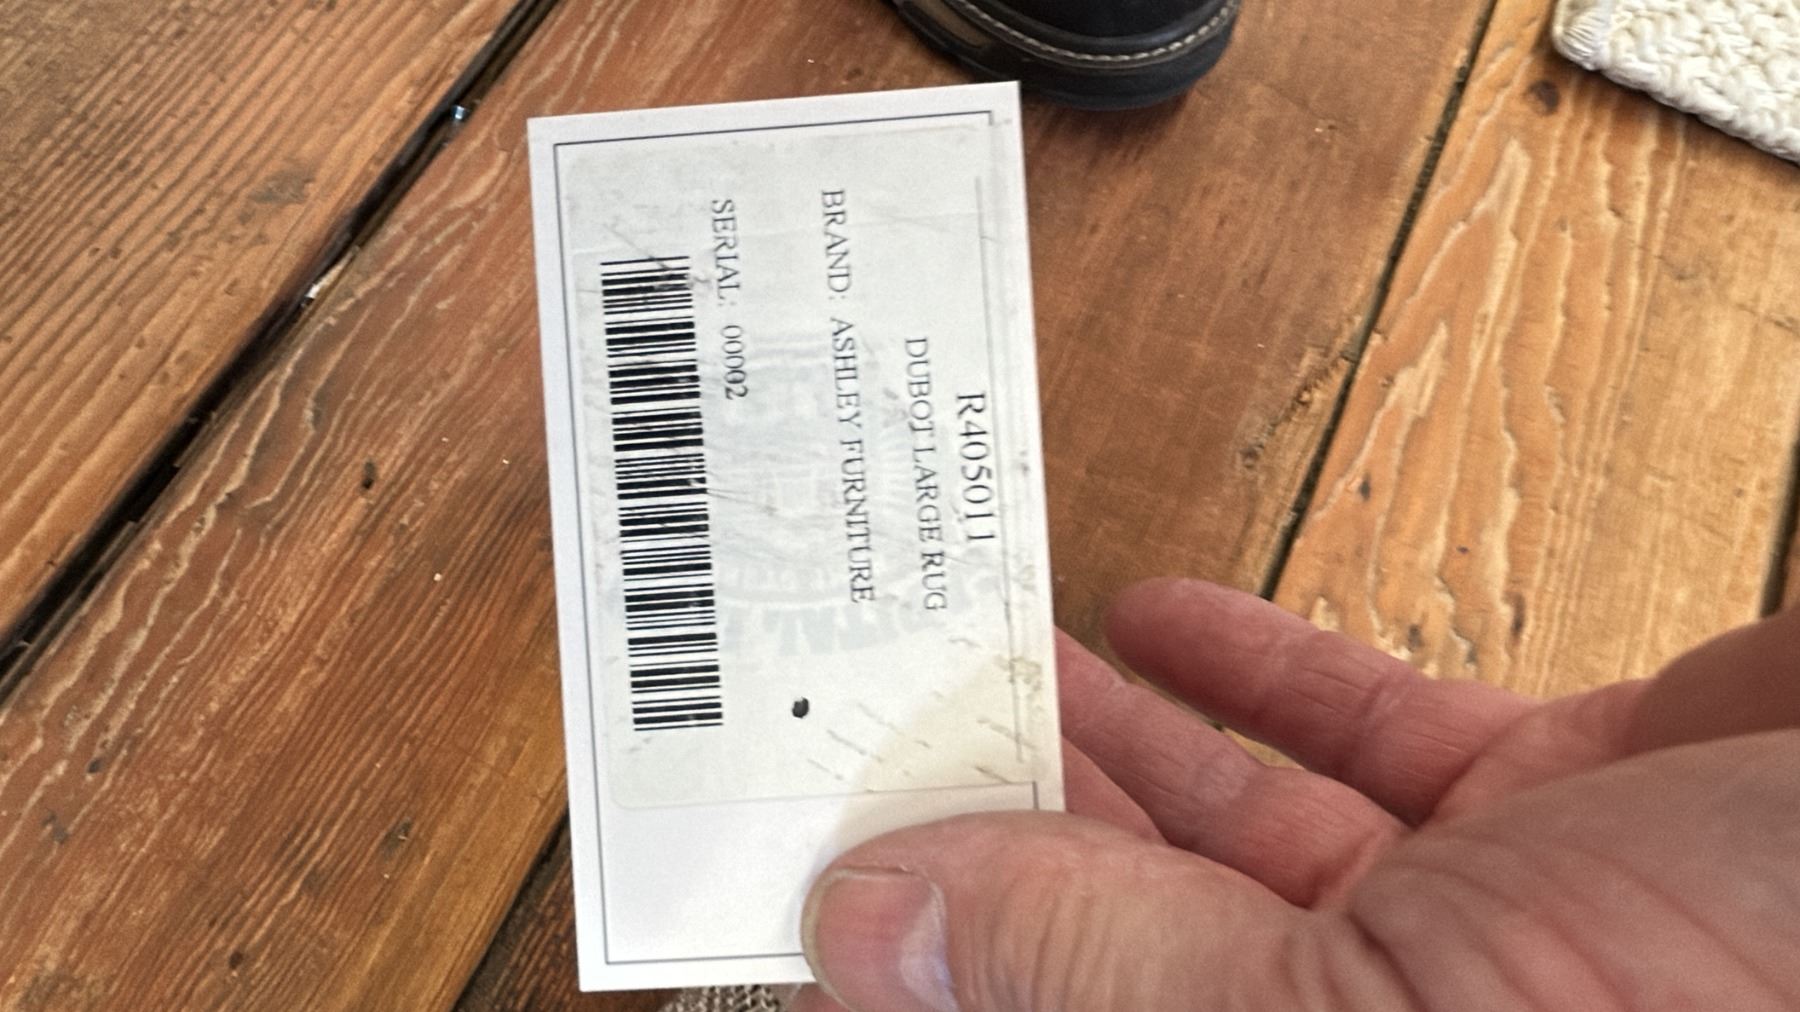 R405011
DUBOT LARGE RUG
BRAND: ASHLEY FURNITURE
SERIAL: 00002